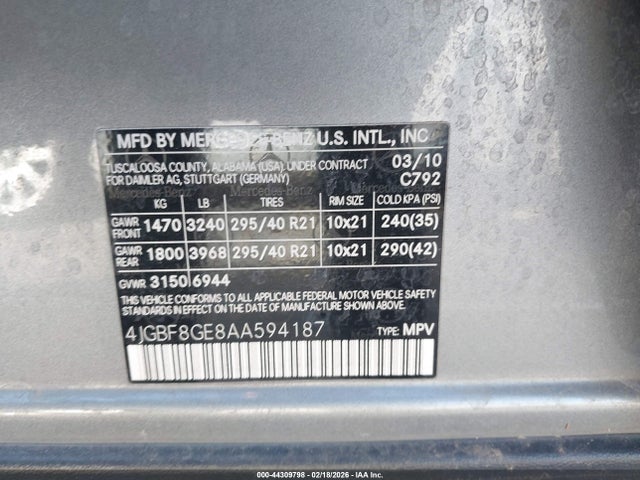 MFD BY MERCEDES-BENZ U.S. INTL., INC
TUSCALOOSA COUNTY, ALABAMA (USA), UNDER CONTRACT 03/10
FOR DAIMLER AG, STUTTGART (GERMANY) C792
Mercedes-Benz Mercedes-Benz
KG LB TIRES RIM SIZE COLD KPA (PSI)
GAWR FRONT 1470 3240 295/40 R21 10x21 240(35)
GAWR REAR 1800 3968 295/40 R21 10x21 290(42)
GVWR 3150 6944
THIS VEHICLE CONFORMS TO ALL APPLICABLE FEDERAL MOTOR VEHICLE SAFETY
STANDARDS IN EFFECT ON THE DATE OF MANUFACTURE SHOWN ABOVE.
4JGBF8GE8AA594187 TYPE: MPV
000-44309798 - 02/18/2026 - IAA Inc.